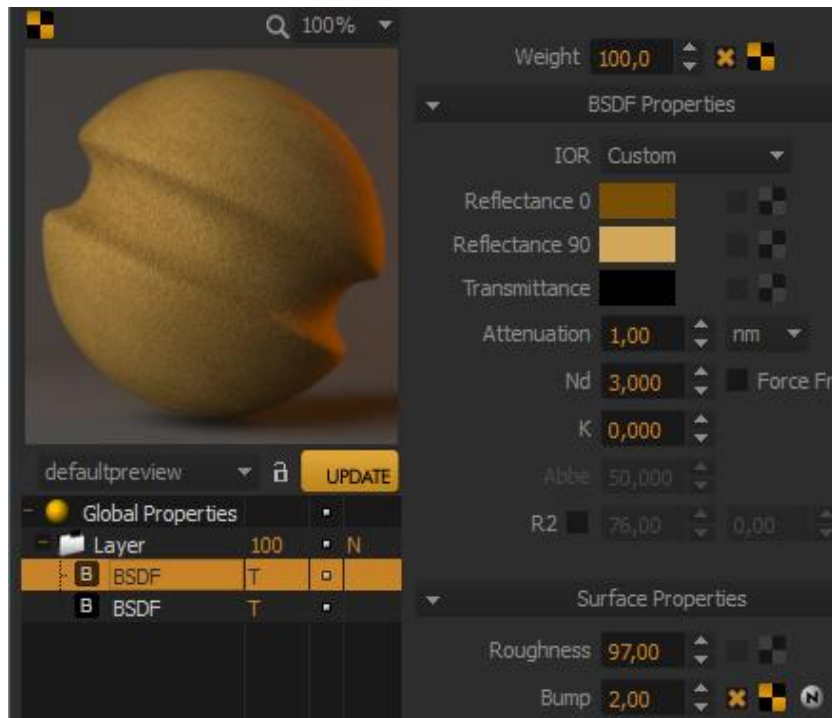 100%
defaultpreview
UPDATE
Global Properties
Layer 100 N
B BSDF T
B BSDF T
Weight 100,0
BSDF Properties
IOR Custom
Reflectance 0
Reflectance 90
Transmittance
Attenuation 1,00 nm
Nd 3,000 Force Fr
K 0,000
Abbe 50,000
R2 76,00 0,00
Surface Properties
Roughness 97,00
Bump 2,00 N